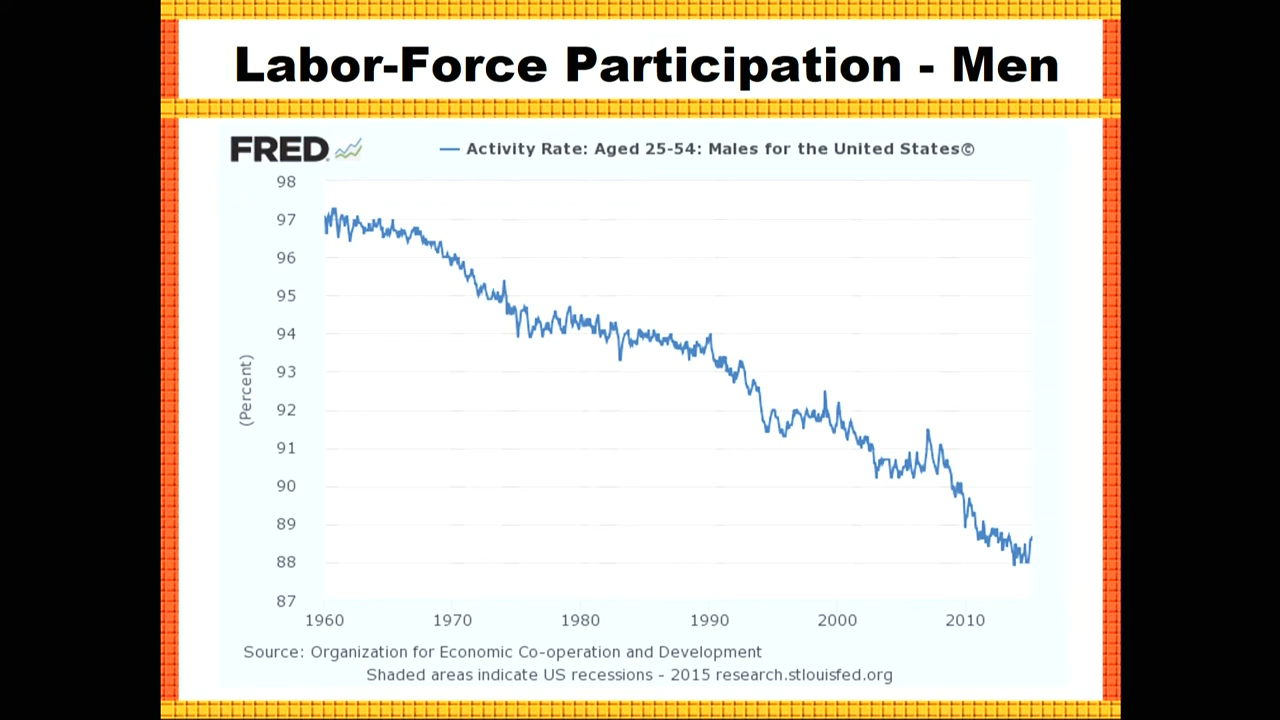 Labor-Force Participation - Men
FRED
Activity Rate: Aged 25-54: Males for the United States©
98
97
96
95
94
93
92
91
90
89
88
87
(Percent)
1960 1970 1980 1990 2000 2010
Source: Organization for Economic Co-operation and Development
Shaded areas indicate US recessions - 2015 research.stlouisfed.org